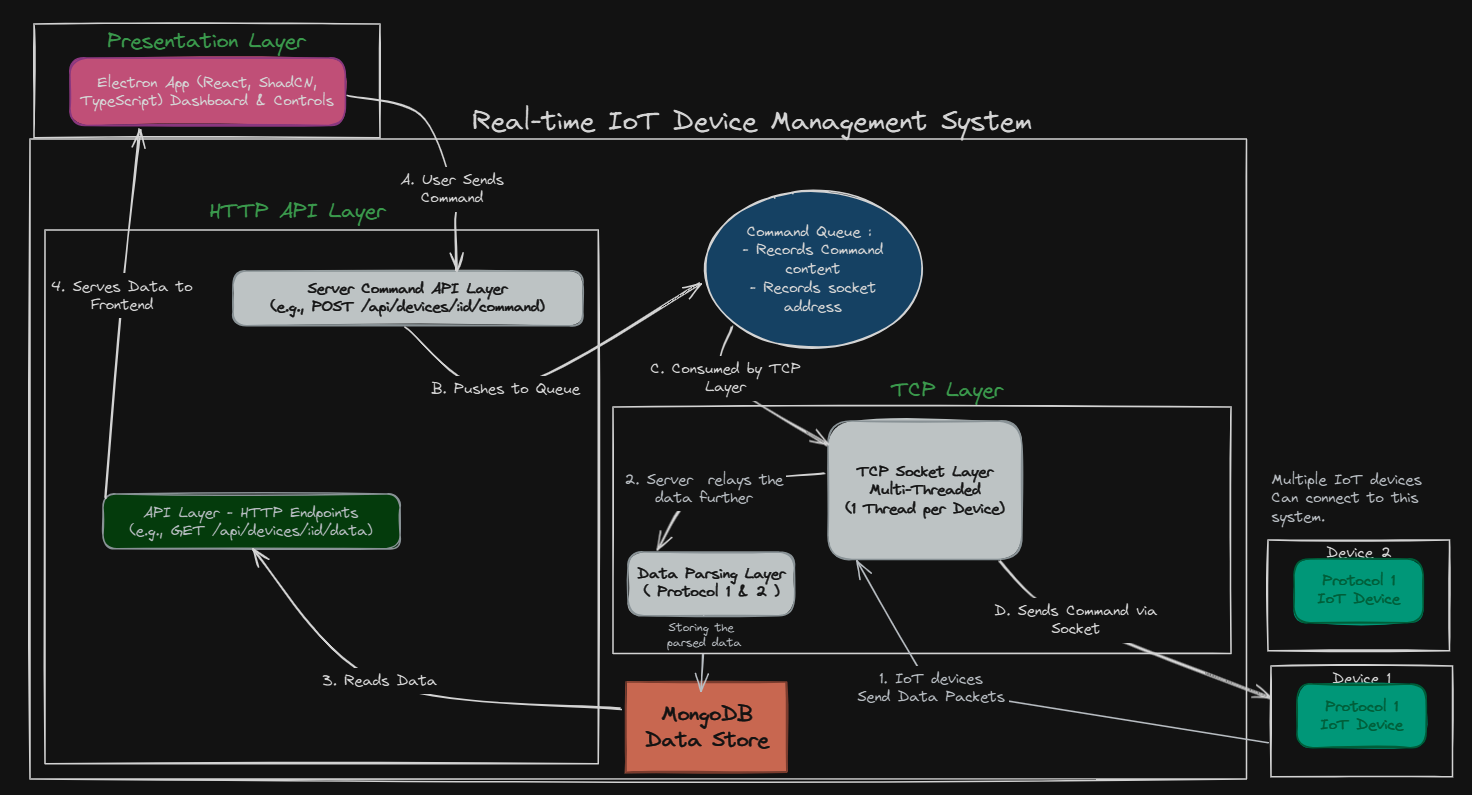 Presentation Layer
Electron App (React, ShadCN,
TypeScript) Dashboard & Controls
Real-time IoT Device Management System
A. User Sends
Command
HTTP API Layer
Server Command API Layer
(e.g., POST /api/devices/:id/command)
4. Serves Data to
Frontend
B. Pushes to Queue
Command Queue :
- Records Command
content
- Records socket
address
C. Consumed by TCP
Layer
TCP Layer
TCP Socket Layer
Multi-Threaded
(1 Thread per Device)
2. Server relays the
data further
API Layer - HTTP Endpoints
(e.g., GET /api/devices/:id/data)
Data Parsing Layer
( Protocol 1 & 2 )
Storing the
parsed data
D. Sends Command via
Socket
3. Reads Data
1. IoT devices
Send Data Packets
MongoDB
Data Store
Multiple IoT devices
Can connect to this
system.
Device 2
Protocol 1
IoT Device
Device 1
Protocol 1
IoT Device